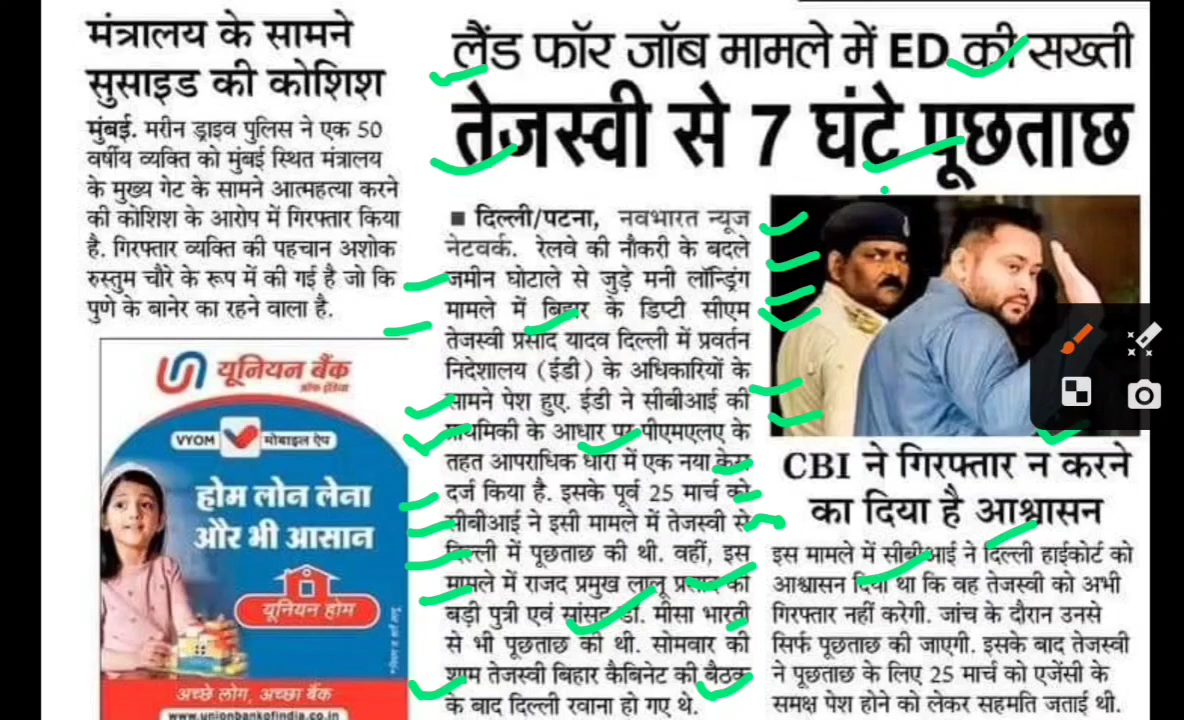 मंत्रालय के सामने
सुसाइड की कोशिश
मुंबई. मरीन ड्राइव पुलिस ने एक 50
वर्षीय व्यक्ति को मुंबई स्थित मंत्रालय
के मुख्य गेट के सामने आत्महत्या करने
की कोशिश के आरोप में गिरफ्तार किया
है. गिरफ्तार व्यक्ति की पहचान अशोक
रुस्तुम चौरे के रूप में की गई है जो कि
पुणे के बानेर का रहने वाला है.
यूनियन बैंक
ऑफ इंडिया
VYOM मोबाइल ऐप
होम लोन लेना
और भी आसान
यूनियन होम
अच्छे लोग, अच्छा बैंक
www.unionbankofindia.co.in
लैंड फॉर जॉब मामले में ED की सख्ती
तेजस्वी से 7 घंटे पूछताछ
■ दिल्ली/पटना, नवभारत न्यूज
नेटवर्क. रेलवे की नौकरी के बदले
जमीन घोटाले से जुड़े मनी लॉन्ड्रिंग
मामले में बिहार के डिप्टी सीएम
तेजस्वी प्रसाद यादव दिल्ली में प्रवर्तन
निदेशालय (ईडी) के अधिकारियों के
सामने पेश हुए. ईडी ने सीबीआई की
प्राथमिकी के आधार पर पीएमएलए के
तहत आपराधिक धारा में एक नया केस
दर्ज किया है. इसके पूर्व 25 मार्च को
सीबीआई ने इसी मामले में तेजस्वी से
दिल्ली में पूछताछ की थी. वहीं, इस
मामले में राजद प्रमुख लालू प्रसाद की
बड़ी पुत्री एवं सांसद डॉ. मीसा भारती
से भी पूछताछ की थी. सोमवार की
शाम तेजस्वी बिहार कैबिनेट की बैठक
के बाद दिल्ली रवाना हो गए थे.
CBI ने गिरफ्तार न करने
का दिया है आश्वासन
इस मामले में सीबीआई ने दिल्ली हाईकोर्ट को
आश्वासन दिया था कि वह तेजस्वी को अभी
गिरफ्तार नहीं करेगी. जांच के दौरान उनसे
सिर्फ पूछताछ की जाएगी. इसके बाद तेजस्वी
ने पूछताछ के लिए 25 मार्च को एजेंसी के
समक्ष पेश होने को लेकर सहमति जताई थी.